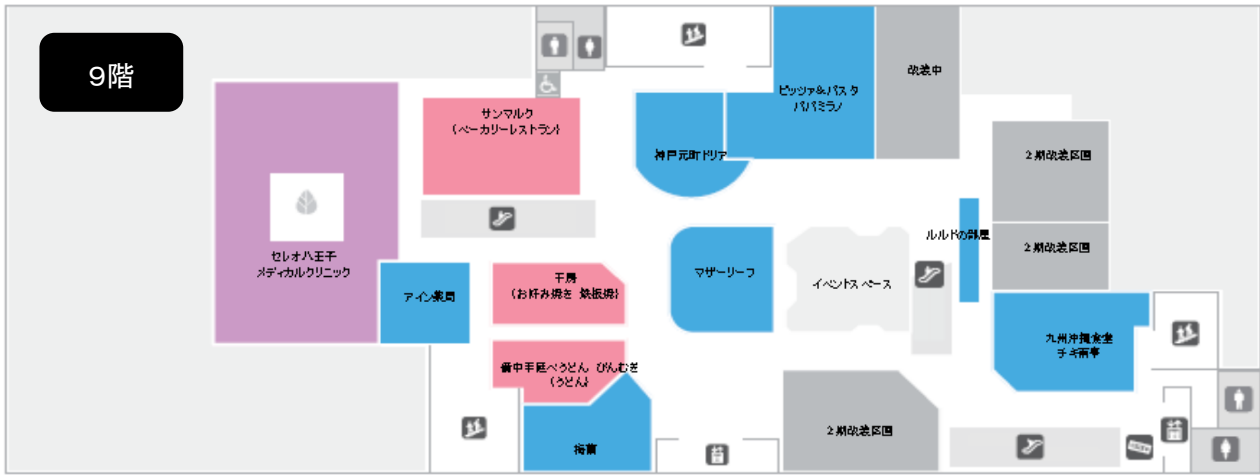 9階
改装中
ピッツァ&パスタ
パパミラノ
サンマルク
(ベーカリーレストラン)
神戸元町ドリア
2期改装区画
ルルドの部屋
2期改装区画
セレオ八王子
メディカルクリニック
マザーリーフ
イベントスペース
アイン薬局
千房
(お好み焼き 鉄板焼)
九州沖縄食堂
チキ商事
備中手延べうどん びんむぎ
(うどん)
2期改装区画
梅蘭